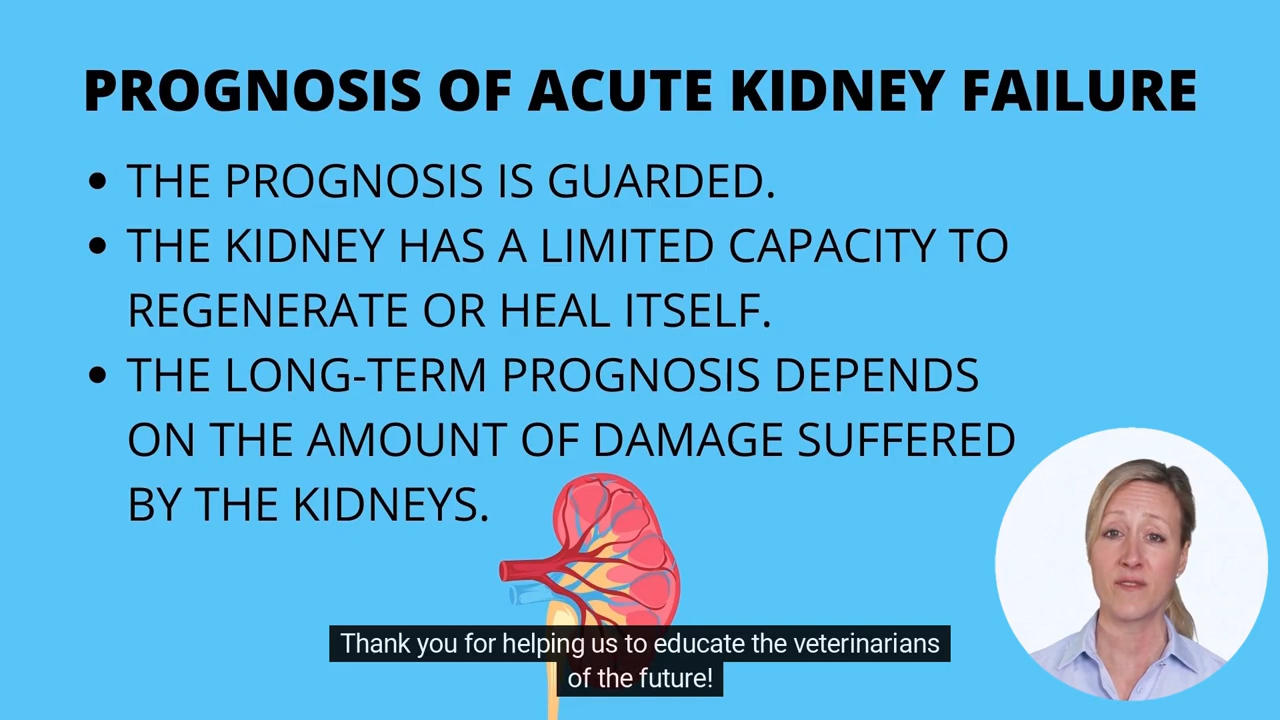 PROGNOSIS OF ACUTE KIDNEY FAILURE
• THE PROGNOSIS IS GUARDED.
• THE KIDNEY HAS A LIMITED CAPACITY TO
REGENERATE OR HEAL ITSELF.
• THE LONG-TERM PROGNOSIS DEPENDS
ON THE AMOUNT OF DAMAGE SUFFERED
BY THE KIDNEYS.
Thank you for helping us to educate the veterinarians
of the future!